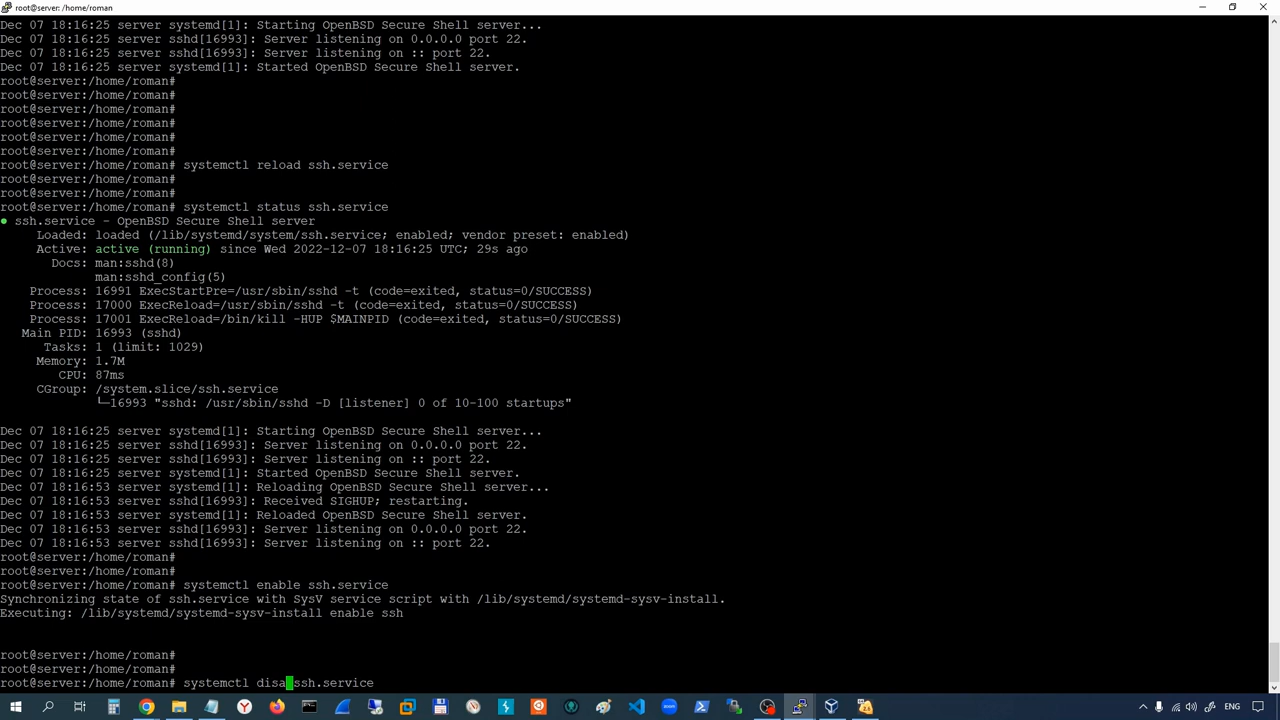 root@server: /home/roman
Dec 07 18:16:25 server systemd[1]: Starting OpenBSD Secure Shell server...
Dec 07 18:16:25 server sshd[16993]: Server listening on 0.0.0.0 port 22.
Dec 07 18:16:25 server sshd[16993]: Server listening on :: port 22.
Dec 07 18:16:25 server systemd[1]: Started OpenBSD Secure Shell server.
root@server:/home/roman#
root@server:/home/roman#
root@server:/home/roman#
root@server:/home/roman#
root@server:/home/roman#
root@server:/home/roman#
root@server:/home/roman# systemctl reload ssh.service
root@server:/home/roman#
root@server:/home/roman#
root@server:/home/roman# systemctl status ssh.service
● ssh.service - OpenBSD Secure Shell server
Loaded: loaded (/lib/systemd/system/ssh.service; enabled; vendor preset: enabled)
Active: active (running) since Wed 2022-12-07 18:16:25 UTC; 29s ago
Docs: man:sshd(8)
man:sshd_config(5)
Process: 16991 ExecStartPre=/usr/sbin/sshd -t (code=exited, status=0/SUCCESS)
Process: 17000 ExecReload=/usr/sbin/sshd -t (code=exited, status=0/SUCCESS)
Process: 17001 ExecReload=/bin/kill -HUP $MAINPID (code=exited, status=0/SUCCESS)
Main PID: 16993 (sshd)
Tasks: 1 (limit: 1029)
Memory: 1.7M
CPU: 87ms
CGroup: /system.slice/ssh.service
└─16993 "sshd: /usr/sbin/sshd -D [listener] 0 of 10-100 startups"
Dec 07 18:16:25 server systemd[1]: Starting OpenBSD Secure Shell server...
Dec 07 18:16:25 server sshd[16993]: Server listening on 0.0.0.0 port 22.
Dec 07 18:16:25 server sshd[16993]: Server listening on :: port 22.
Dec 07 18:16:25 server systemd[1]: Started OpenBSD Secure Shell server.
Dec 07 18:16:53 server systemd[1]: Reloading OpenBSD Secure Shell server...
Dec 07 18:16:53 server sshd[16993]: Received SIGHUP; restarting.
Dec 07 18:16:53 server systemd[1]: Reloaded OpenBSD Secure Shell server.
Dec 07 18:16:53 server sshd[16993]: Server listening on 0.0.0.0 port 22.
Dec 07 18:16:53 server sshd[16993]: Server listening on :: port 22.
root@server:/home/roman#
root@server:/home/roman#
root@server:/home/roman# systemctl enable ssh.service
Synchronizing state of ssh.service with SysV service script with /lib/systemd/systemd-sysv-install.
Executing: /lib/systemd/systemd-sysv-install enable ssh
root@server:/home/roman#
root@server:/home/roman#
root@server:/home/roman# systemctl disa ssh.service